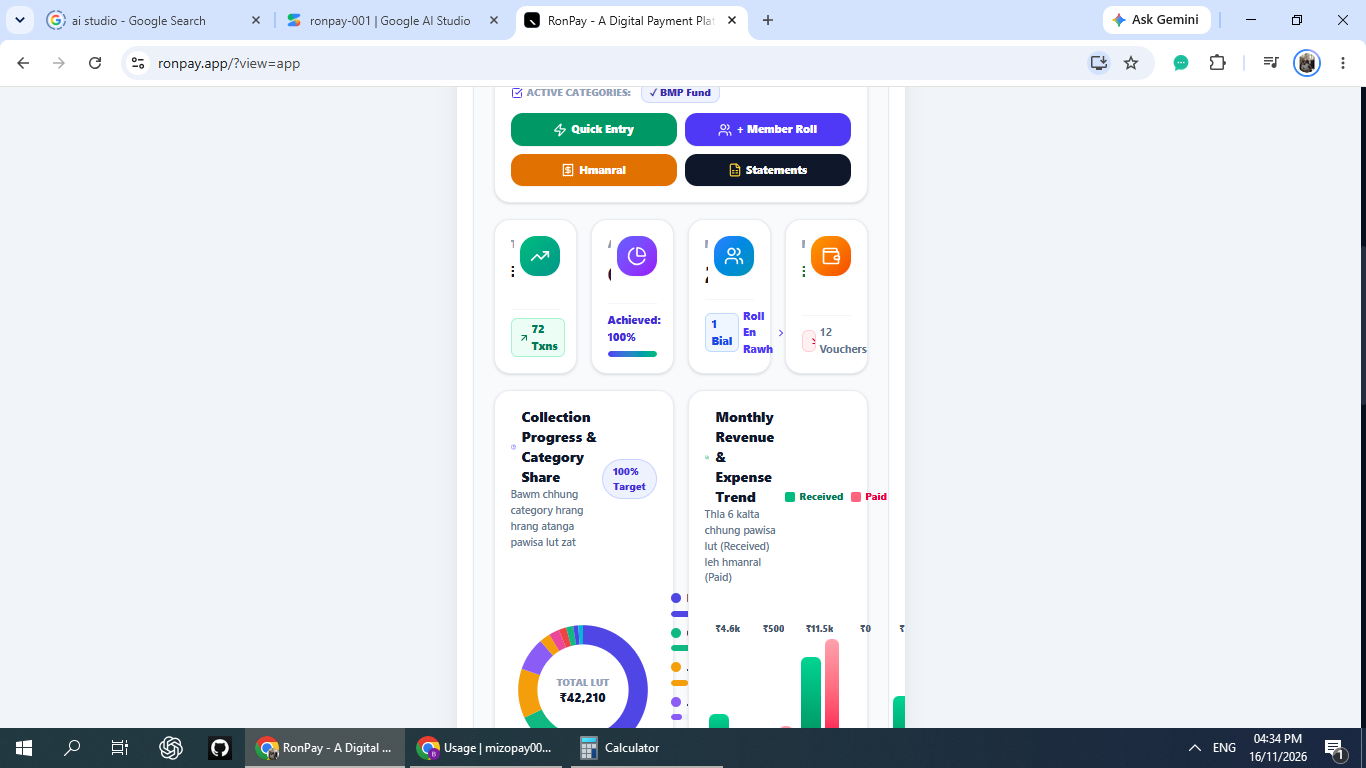 ai studio - Google Search
ronpay-001 | Google AI Studio
RonPay - A Digital Payment Pla
Ask Gemini
ronpay.app/?view=app
ACTIVE CATEGORIES:
✓ BMP Fund
Quick Entry
+ Member Roll
Hmanral
Statements
72 Txns
Achieved: 100%
1 Bial
Roll En Rawh
12 Vouchers
Collection Progress & Category Share
100% Target
Bawm chhung category hrang hrang atanga pawisa lut zat
TOTAL LUT
₹42,210
Monthly Revenue & Expense Trend
Received
Paid
Thla 6 kalta chhung pawisa lut (Received) leh hmanral (Paid)
₹4.6k
₹500
₹11.5k
₹0
RonPay - A Digital ...
Usage | mizopay00...
Calculator
ENG
04:34 PM
16/11/2026
1